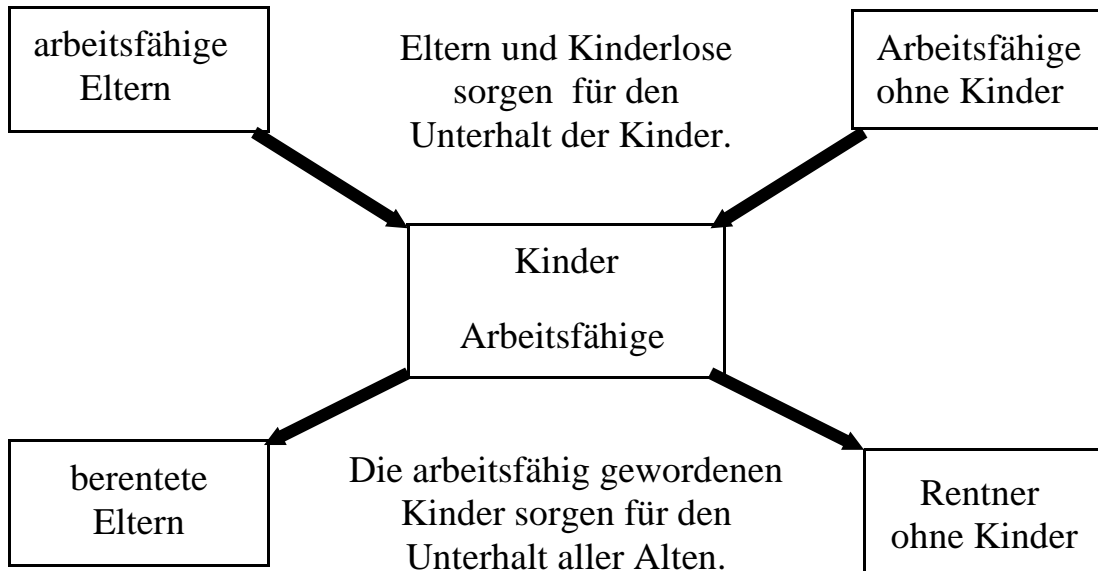 arbeitsfähige
Eltern
Eltern und Kinderlose
sorgen für den
Unterhalt der Kinder.
Arbeitsfähige
ohne Kinder
Kinder
Arbeitsfähige
berentete
Eltern
Die arbeitsfähig gewordenen
Kinder sorgen für den
Unterhalt aller Alten.
Rentner
ohne Kinder